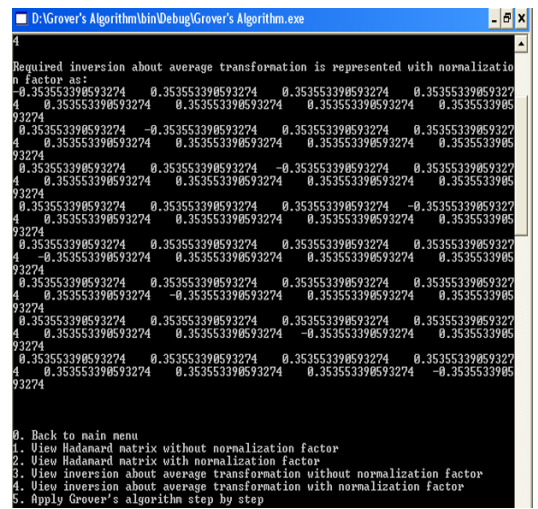 D:\Grover's Algorithm\bin\Debug\Grover's Algorithm.exe
4
Required inversion about average transformation is represented with normalizatio
n factor as:
-0.353553390593274 0.353553390593274 0.353553390593274 0.35355339059327
4 0.353553390593274 0.353553390593274 0.353553390593274 0.3535533905
93274
0.353553390593274 -0.353553390593274 0.353553390593274 0.35355339059327
4 0.353553390593274 0.353553390593274 0.353553390593274 0.3535533905
93274
0.353553390593274 0.353553390593274 -0.353553390593274 0.35355339059327
4 0.353553390593274 0.353553390593274 0.353553390593274 0.3535533905
93274
0.353553390593274 0.353553390593274 0.353553390593274 -0.35355339059327
4 0.353553390593274 0.353553390593274 0.353553390593274 0.3535533905
93274
0.353553390593274 0.353553390593274 0.353553390593274 0.35355339059327
4 -0.353553390593274 0.353553390593274 0.353553390593274 0.3535533905
93274
0.353553390593274 0.353553390593274 0.353553390593274 0.35355339059327
4 0.353553390593274 -0.353553390593274 0.353553390593274 0.3535533905
93274
0.353553390593274 0.353553390593274 0.353553390593274 0.35355339059327
4 0.353553390593274 0.353553390593274 -0.353553390593274 0.3535533905
93274
0.353553390593274 0.353553390593274 0.353553390593274 0.35355339059327
4 0.353553390593274 0.353553390593274 0.353553390593274 -0.3535533905
93274
0. Back to main menu
1. View Hadamard matrix without normalization factor
2. View Hadamard matrix with normalization factor
3. View inversion about average transformation without normalization factor
4. View inversion about average transformation with normalization factor
5. Apply Grover's algorithm step by step